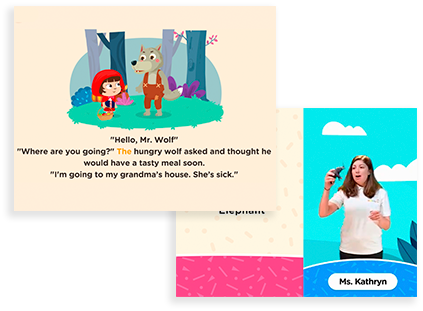 "Hello, Mr. Wolf"
"Where are you going?" The hungry wolf asked and thought he
would have a tasty meal soon.
"I'm going to my grandma's house. She's sick."
Elephant
Ms. Kathryn